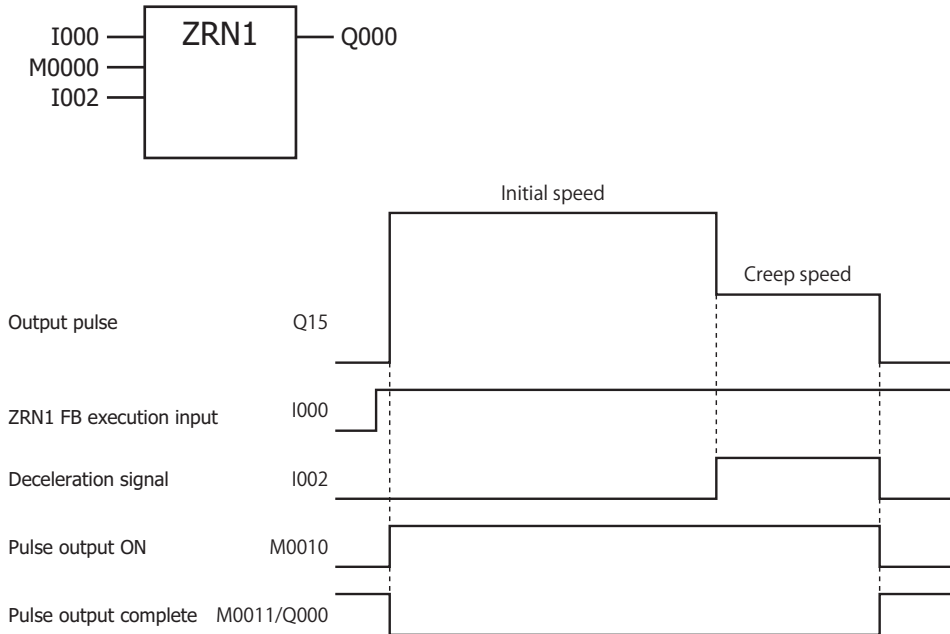 I000 ZRN1 Q000
M0000
I002
Initial speed
Creep speed
Output pulse Q15
ZRN1 FB execution input I000
Deceleration signal I002
Pulse output ON M0010
Pulse output complete M0011/Q000